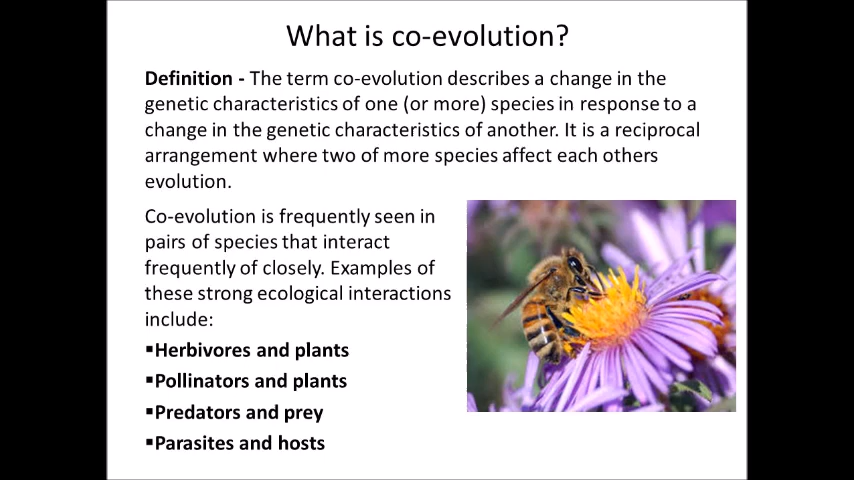 What is co-evolution?
Definition - The term co-evolution describes a change in the
genetic characteristics of one (or more) species in response to a
change in the genetic characteristics of another. It is a reciprocal
arrangement where two of more species affect each others
evolution.
Co-evolution is frequently seen in
pairs of species that interact
frequently of closely. Examples of
these strong ecological interactions
include:
▪Herbivores and plants
▪Pollinators and plants
▪Predators and prey
▪Parasites and hosts